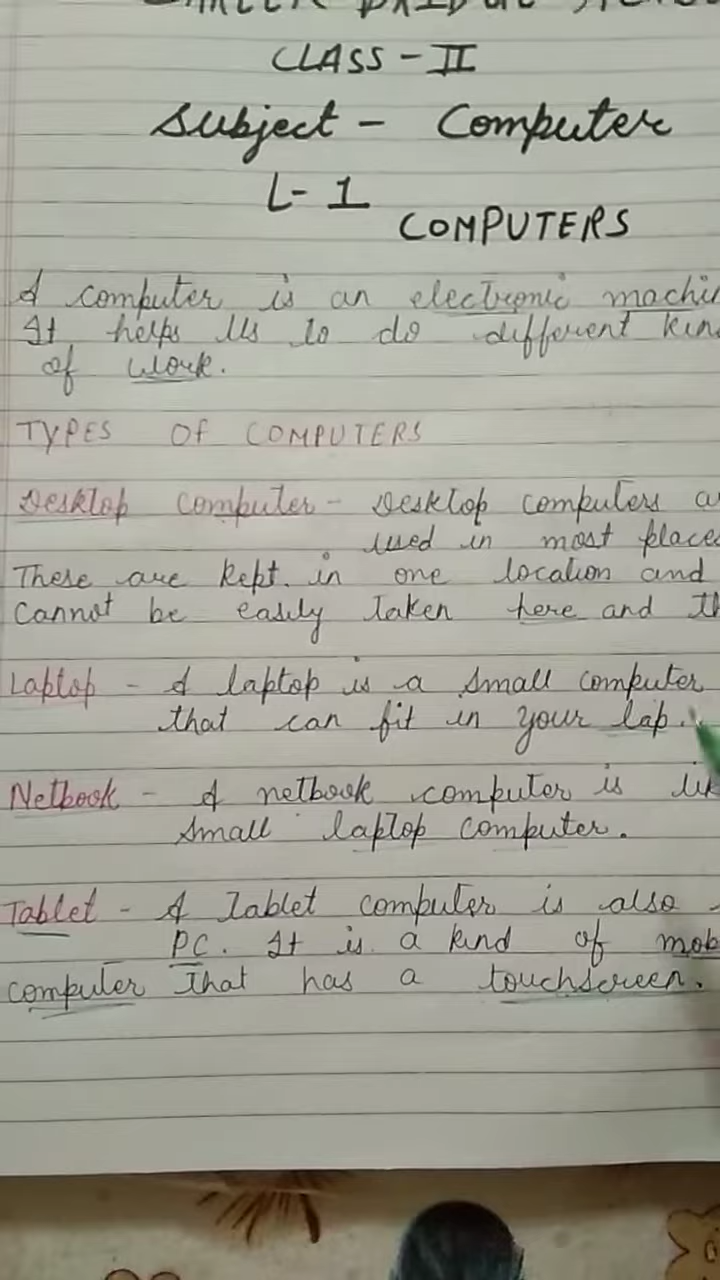 CLASS - II
Subject - Computer
L- 1
COMPUTERS
A computer is an electronic
It helps us to do different
of work.
TYPES OF COMPUTERS
Desktop computer - Desktop computers
used in most
These are kept in one location and
cannot be easily taken here and
Laptop - A laptop is a small computer
that can fit in your lap.
Netbook - A netbook computer is
small laptop computer.
Tablet - A Tablet computer is also
PC. It is a kind of
computer That has a touchscreen.